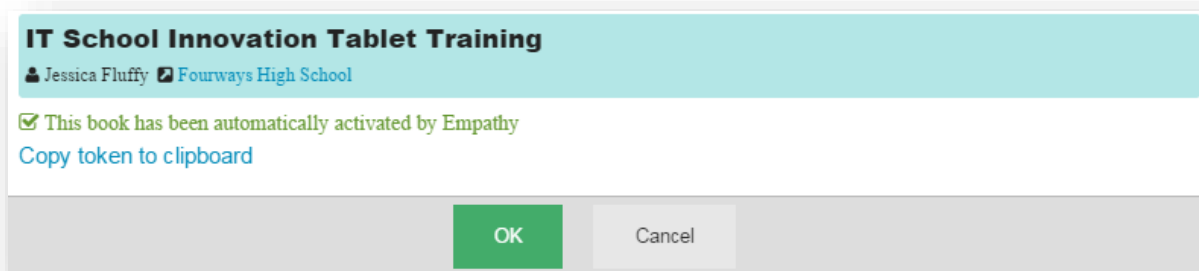 IT School Innovation Tablet Training
Jessica Fluffy Fourways High School
This book has been automatically activated by Empathy
Copy token to clipboard
OK Cancel